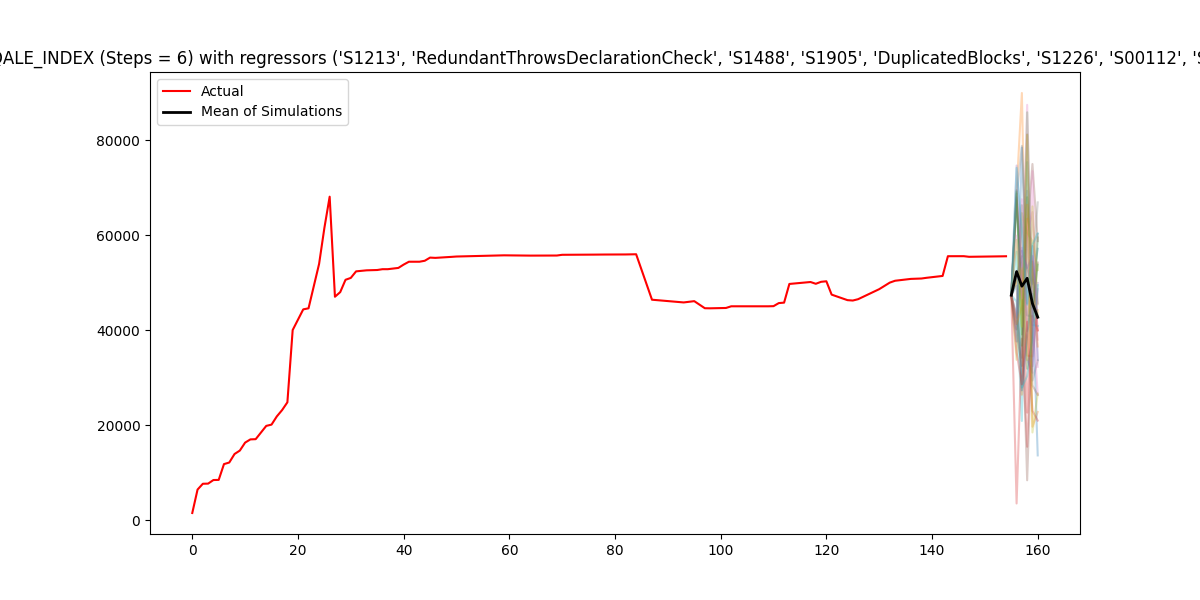 QALE_INDEX (Steps = 6) with regressors ('S1213', 'RedundantThrowsDeclarationCheck', 'S1488', 'S1905', 'DuplicatedBlocks', 'S1226', 'S00112', 'S
Actual
Mean of Simulations
80000
60000
40000
20000
0
0 20 40 60 80 100 120 140 160